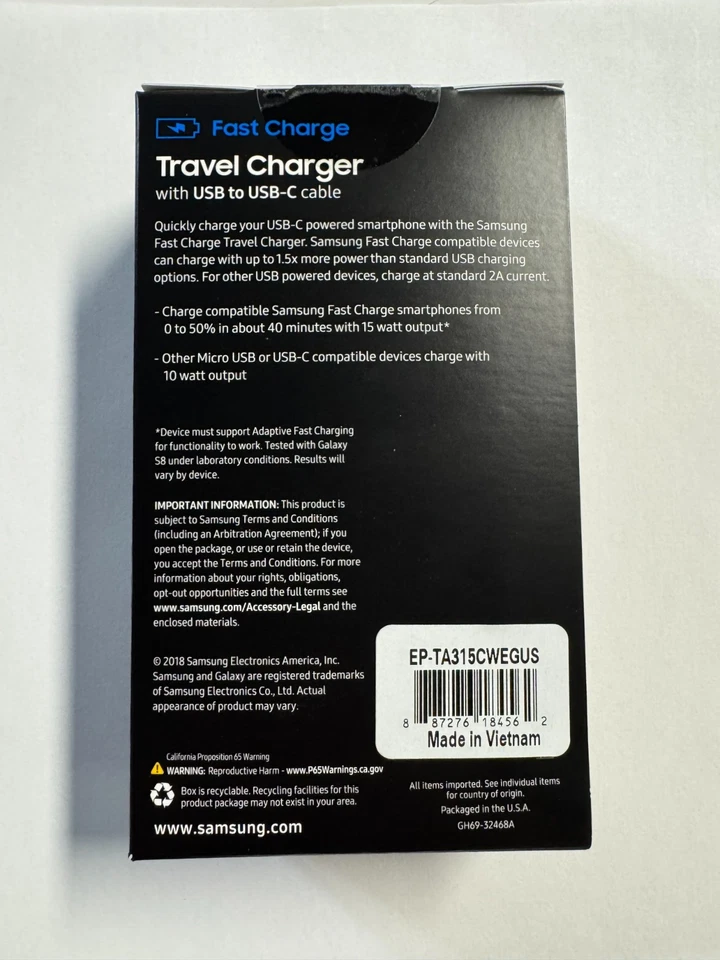 Fast Charge
Travel Charger
with USB to USB-C cable
Quickly charge your USB-C powered smartphone with the Samsung
Fast Charge Travel Charger. Samsung Fast Charge compatible devices
can charge with up to 1.5x more power than standard USB charging
options. For other USB powered devices, charge at standard 2A current.
- Charge compatible Samsung Fast Charge smartphones from
0 to 50% in about 40 minutes with 15 watt output*
- Other Micro USB or USB-C compatible devices charge with
10 watt output
*Device must support Adaptive Fast Charging
for functionality to work. Tested with Galaxy
S8 under laboratory conditions. Results will
vary by device.
IMPORTANT INFORMATION: This product is
subject to Samsung Terms and Conditions
(including an Arbitration Agreement); if you
open the package, or use or retain the device,
you accept the Terms and Conditions. For more
information about your rights, obligations,
opt-out opportunities and the full terms see
www.samsung.com/Accessory-Legal and the
enclosed materials.
© 2018 Samsung Electronics America, Inc.
Samsung and Galaxy are registered trademarks
of Samsung Electronics Co., Ltd. Actual
appearance of product may vary.
EP-TA315CWEGUS
8 87276 18456 2
Made in Vietnam
California Proposition 65 Warning
WARNING: Reproductive Harm - www.P65Warnings.ca.gov
Box is recyclable. Recycling facilities for this
product package may not exist in your area.
www.samsung.com
All items imported. See individual items
for country of origin.
Packaged in the U.S.A.
GH69-32468A